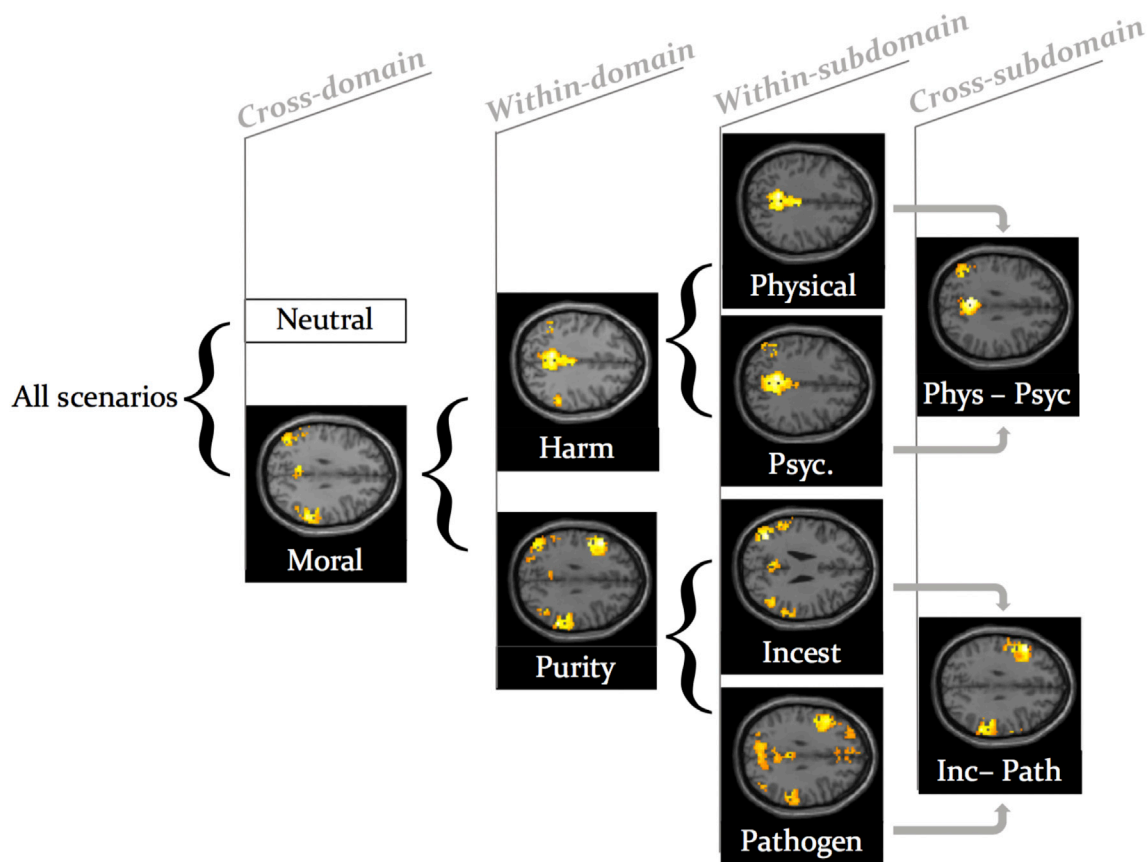 Cross-domain
Within-domain
Within-subdomain
Cross-subdomain
All scenarios
Neutral
Moral
Harm
Purity
Physical
Psyc.
Incest
Pathogen
Phys – Psyc
Inc– Path